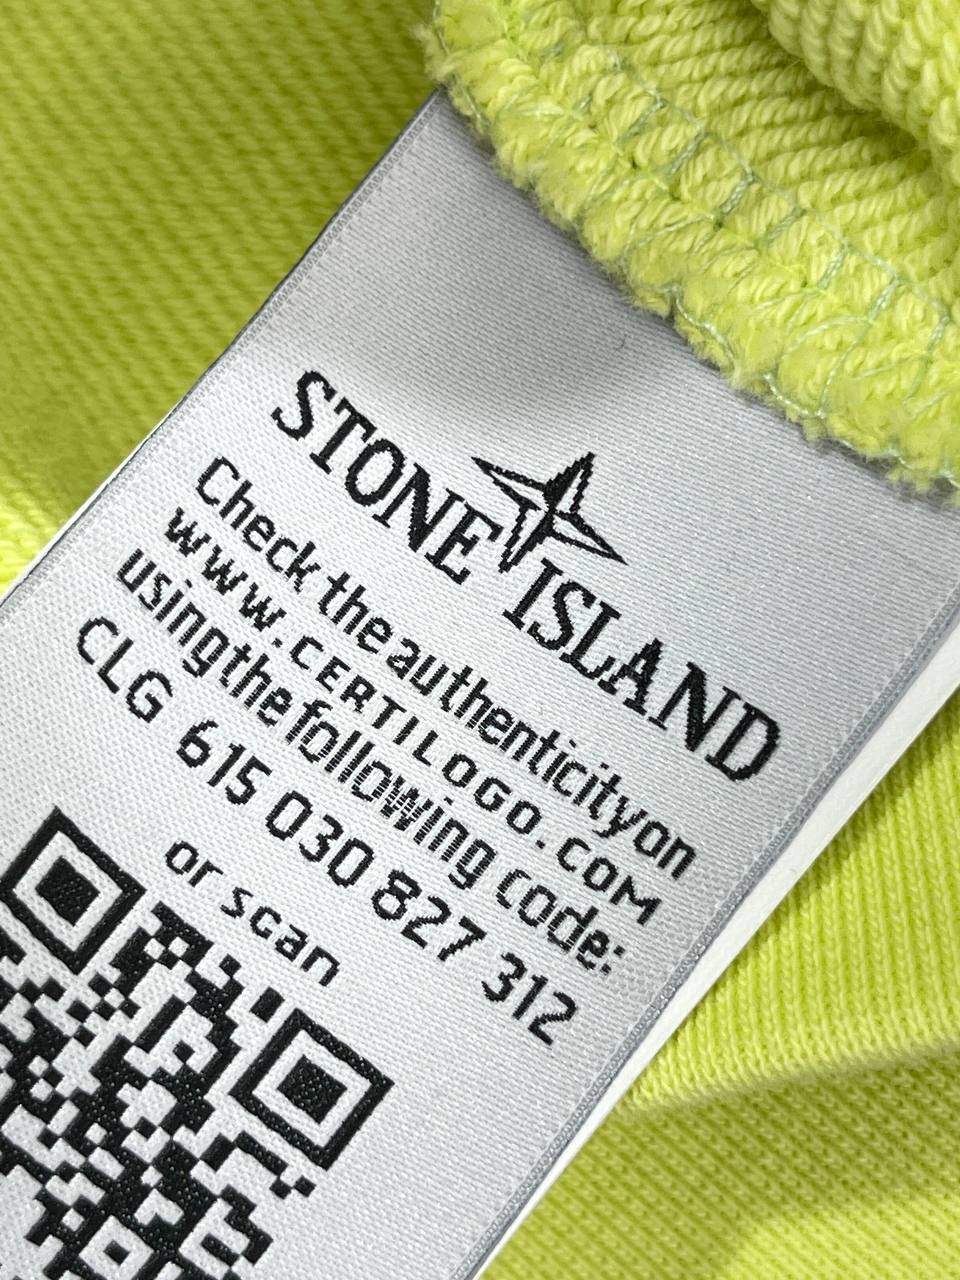 STONE ISLAND
Check the authenticity on
www.CERTILOGO.COM
using the following code:
CLG 615 030 827 312
or scan